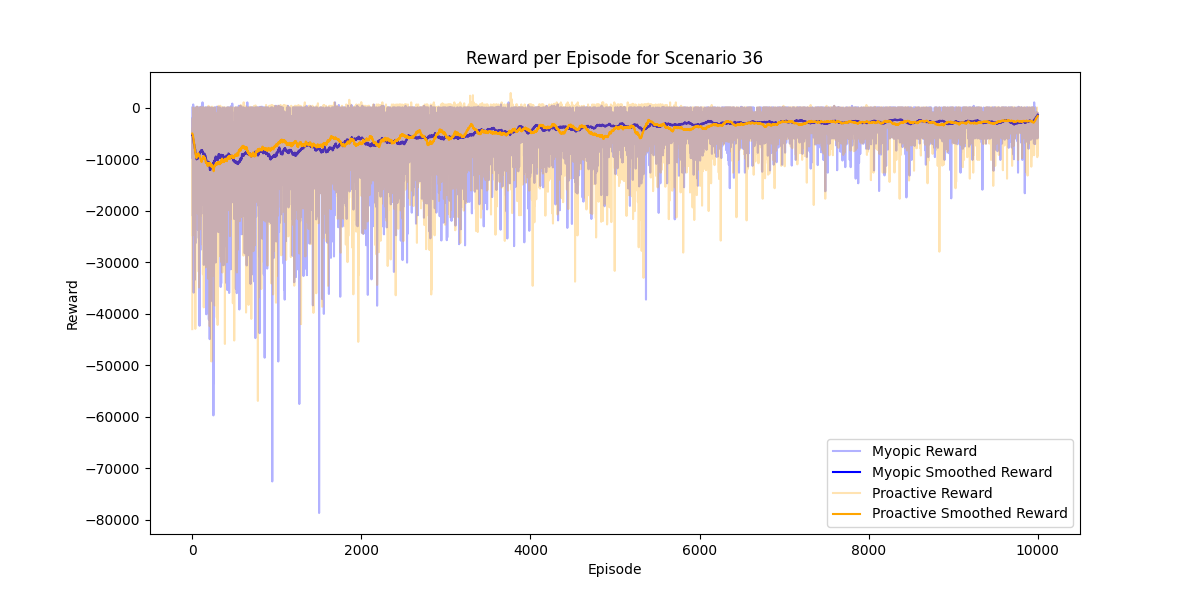 Reward per Episode for Scenario 36
Reward
0
−10000
−20000
−30000
−40000
−50000
−60000
−70000
−80000
0 2000 4000 6000 8000 10000
Episode
Myopic Reward
Myopic Smoothed Reward
Proactive Reward
Proactive Smoothed Reward